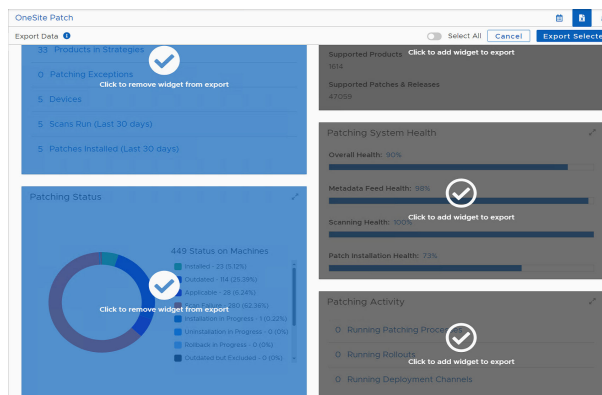 OneSite Patch
Export Data
Select All
Cancel
Export Selecte
33 Products in Strategies
0 Patching Exceptions
Click to remove widget from export
5 Devices
5 Scans Run (Last 30 days)
5 Patches Installed (Last 30 days)
Supported Products
Click to add widget to export
1614
Supported Patches & Releases
47059
Patching System Health
Overall Health: 90%
Metadata Feed Health: 98%
Click to add widget to export
Scanning Health: 100%
Patch Installation Health: 73%
Patching Status
449 Status on Machines
Installed - 23 (5.12%)
Outdated - 114 (25.39%)
Applicable - 28 (6.24%)
Scan Failure - 280 (62.36%)
Click to remove widget from export
Installation in Progress - 1 (0.22%)
Uninstallation in Progress - 0 (0%)
Rollback in Progress - 0 (0%)
Outdated but Excluded - 0 (0%)
Patching Activity
0 Running Patching Processes
0 Running Rollouts
Click to add widget to export
0 Running Deployment Channels